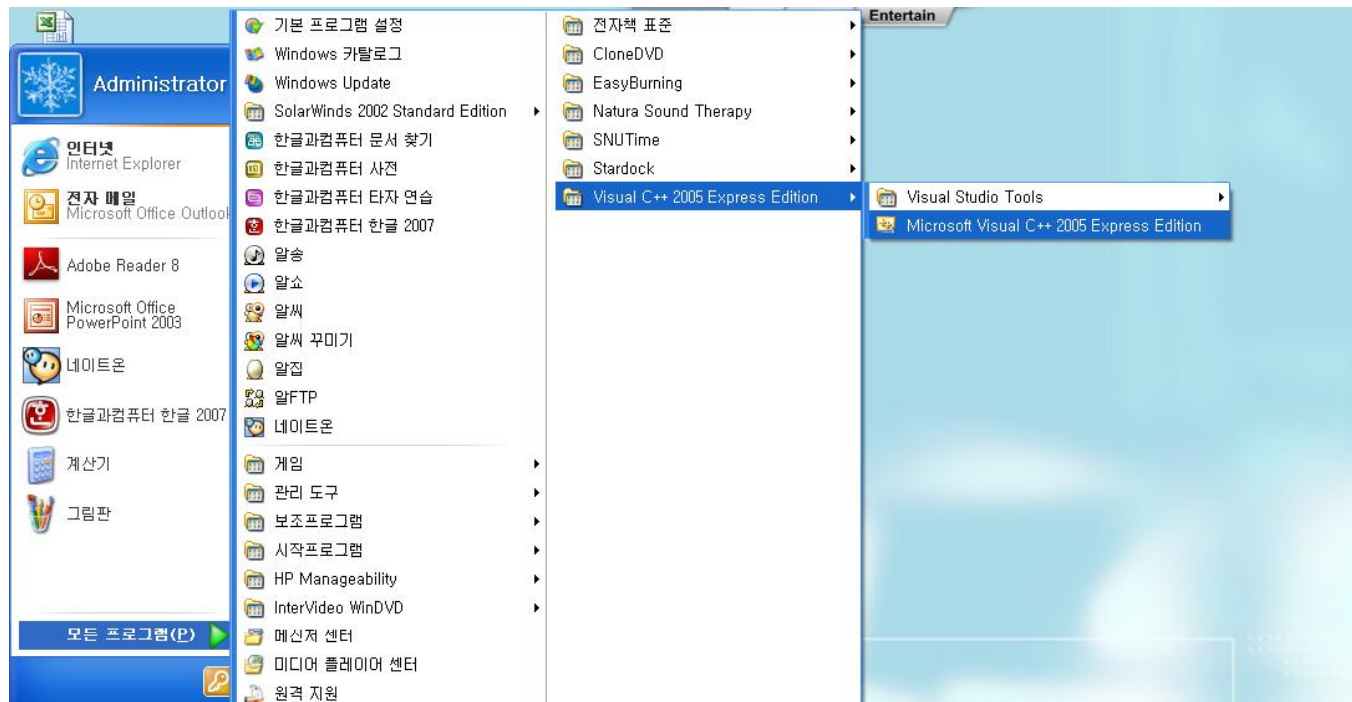 Entertain
Administrator
인터넷
Internet Explorer
전자 메일
Microsoft Office Outlook
Adobe Reader 8
Microsoft Office
PowerPoint 2003
네이트온
한글과컴퓨터 한글 2007
계산기
그림판
모든 프로그램(P)
기본 프로그램 설정
Windows 카탈로그
Windows Update
SolarWinds 2002 Standard Edition
한글과컴퓨터 문서 찾기
한글과컴퓨터 사전
한글과컴퓨터 타자 연습
한글과컴퓨터 한글 2007
알송
알쇼
알씨
알씨 꾸미기
알집
알FTP
네이트온
게임
관리 도구
보조프로그램
시작프로그램
HP Manageability
InterVideo WinDVD
메신저 센터
미디어 플레이어 센터
원격 지원
전자책 표준
CloneDVD
EasyBurning
Natura Sound Therapy
SNUTime
Stardock
Visual C++ 2005 Express Edition
Visual Studio Tools
Microsoft Visual C++ 2005 Express Edition